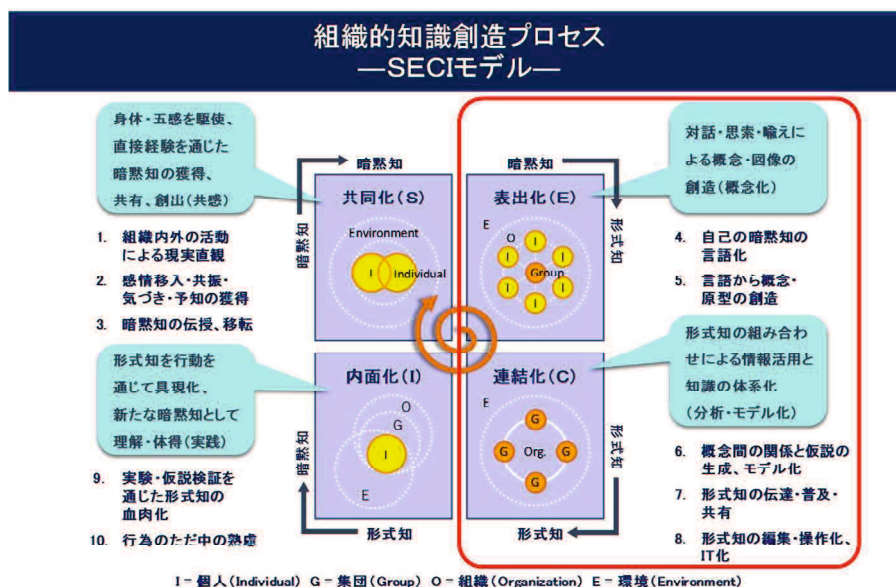 組織的知識創造プロセス
―SECIモデル―
身体・五感を駆使、
直接経験を通じた
暗黙知の獲得、
共有、創出(共感)
1. 組織内外の活動
による現実直観
2. 感情移入・共振・
気づき・予知の獲得
3. 暗黙知の伝授、移転
暗黙知
暗黙知
共同化(S)
Environment
I
Individual
暗黙知
形式知
表出化(E)
E
O
I
I
I
Group
I
I
I
対話・思索・喩えに
よる概念・図像の
創造(概念化)
4. 自己の暗黙知の
言語化
5. 言語から概念・
原型の創造
形式知を行動を
通じて具現化、
新たな暗黙知として
理解・体得(実践)
9. 実験・仮説検証を
通じた形式知の
血肉化
10. 行為のただ中の熟慮
内面化(I)
O
G
I
E
暗黙知
形式知
連結化(C)
E
G
G
Org.
G
G
形式知
形式知
形式知の組み合わ
せによる情報活用と
知識の体系化
(分析・モデル化)
6. 概念間の関係と仮説の
生成、モデル化
7. 形式知の伝達・普及・
共有
8. 形式知の編集・操作化、
IT化
I = 個人(Individual) G = 集団(Group) O = 組織(Organization) E = 環境(Environment)